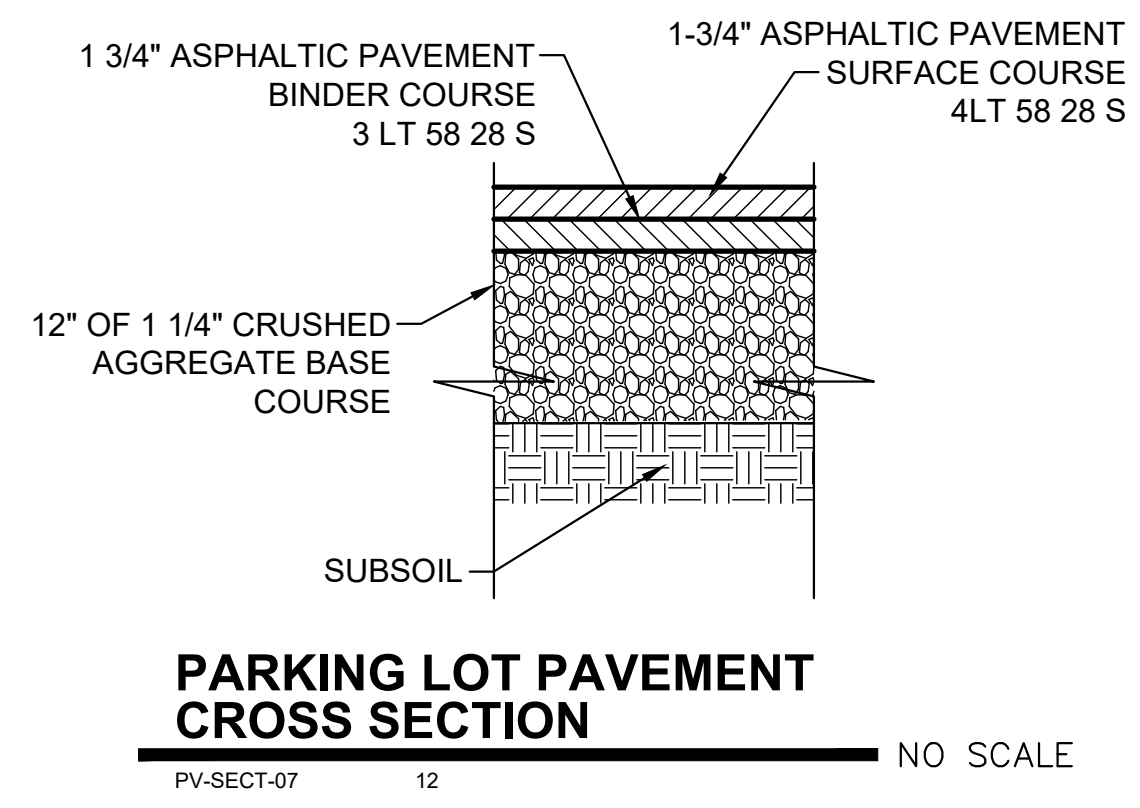 1 3/4" ASPHALTIC PAVEMENT
BINDER COURSE
3 LT 58 28 S
1-3/4" ASPHALTIC PAVEMENT
SURFACE COURSE
4LT 58 28 S
12" OF 1 1/4" CRUSHED
AGGREGATE BASE
COURSE
SUBSOIL
PARKING LOT PAVEMENT
CROSS SECTION
NO SCALE
PV-SECT-07 12